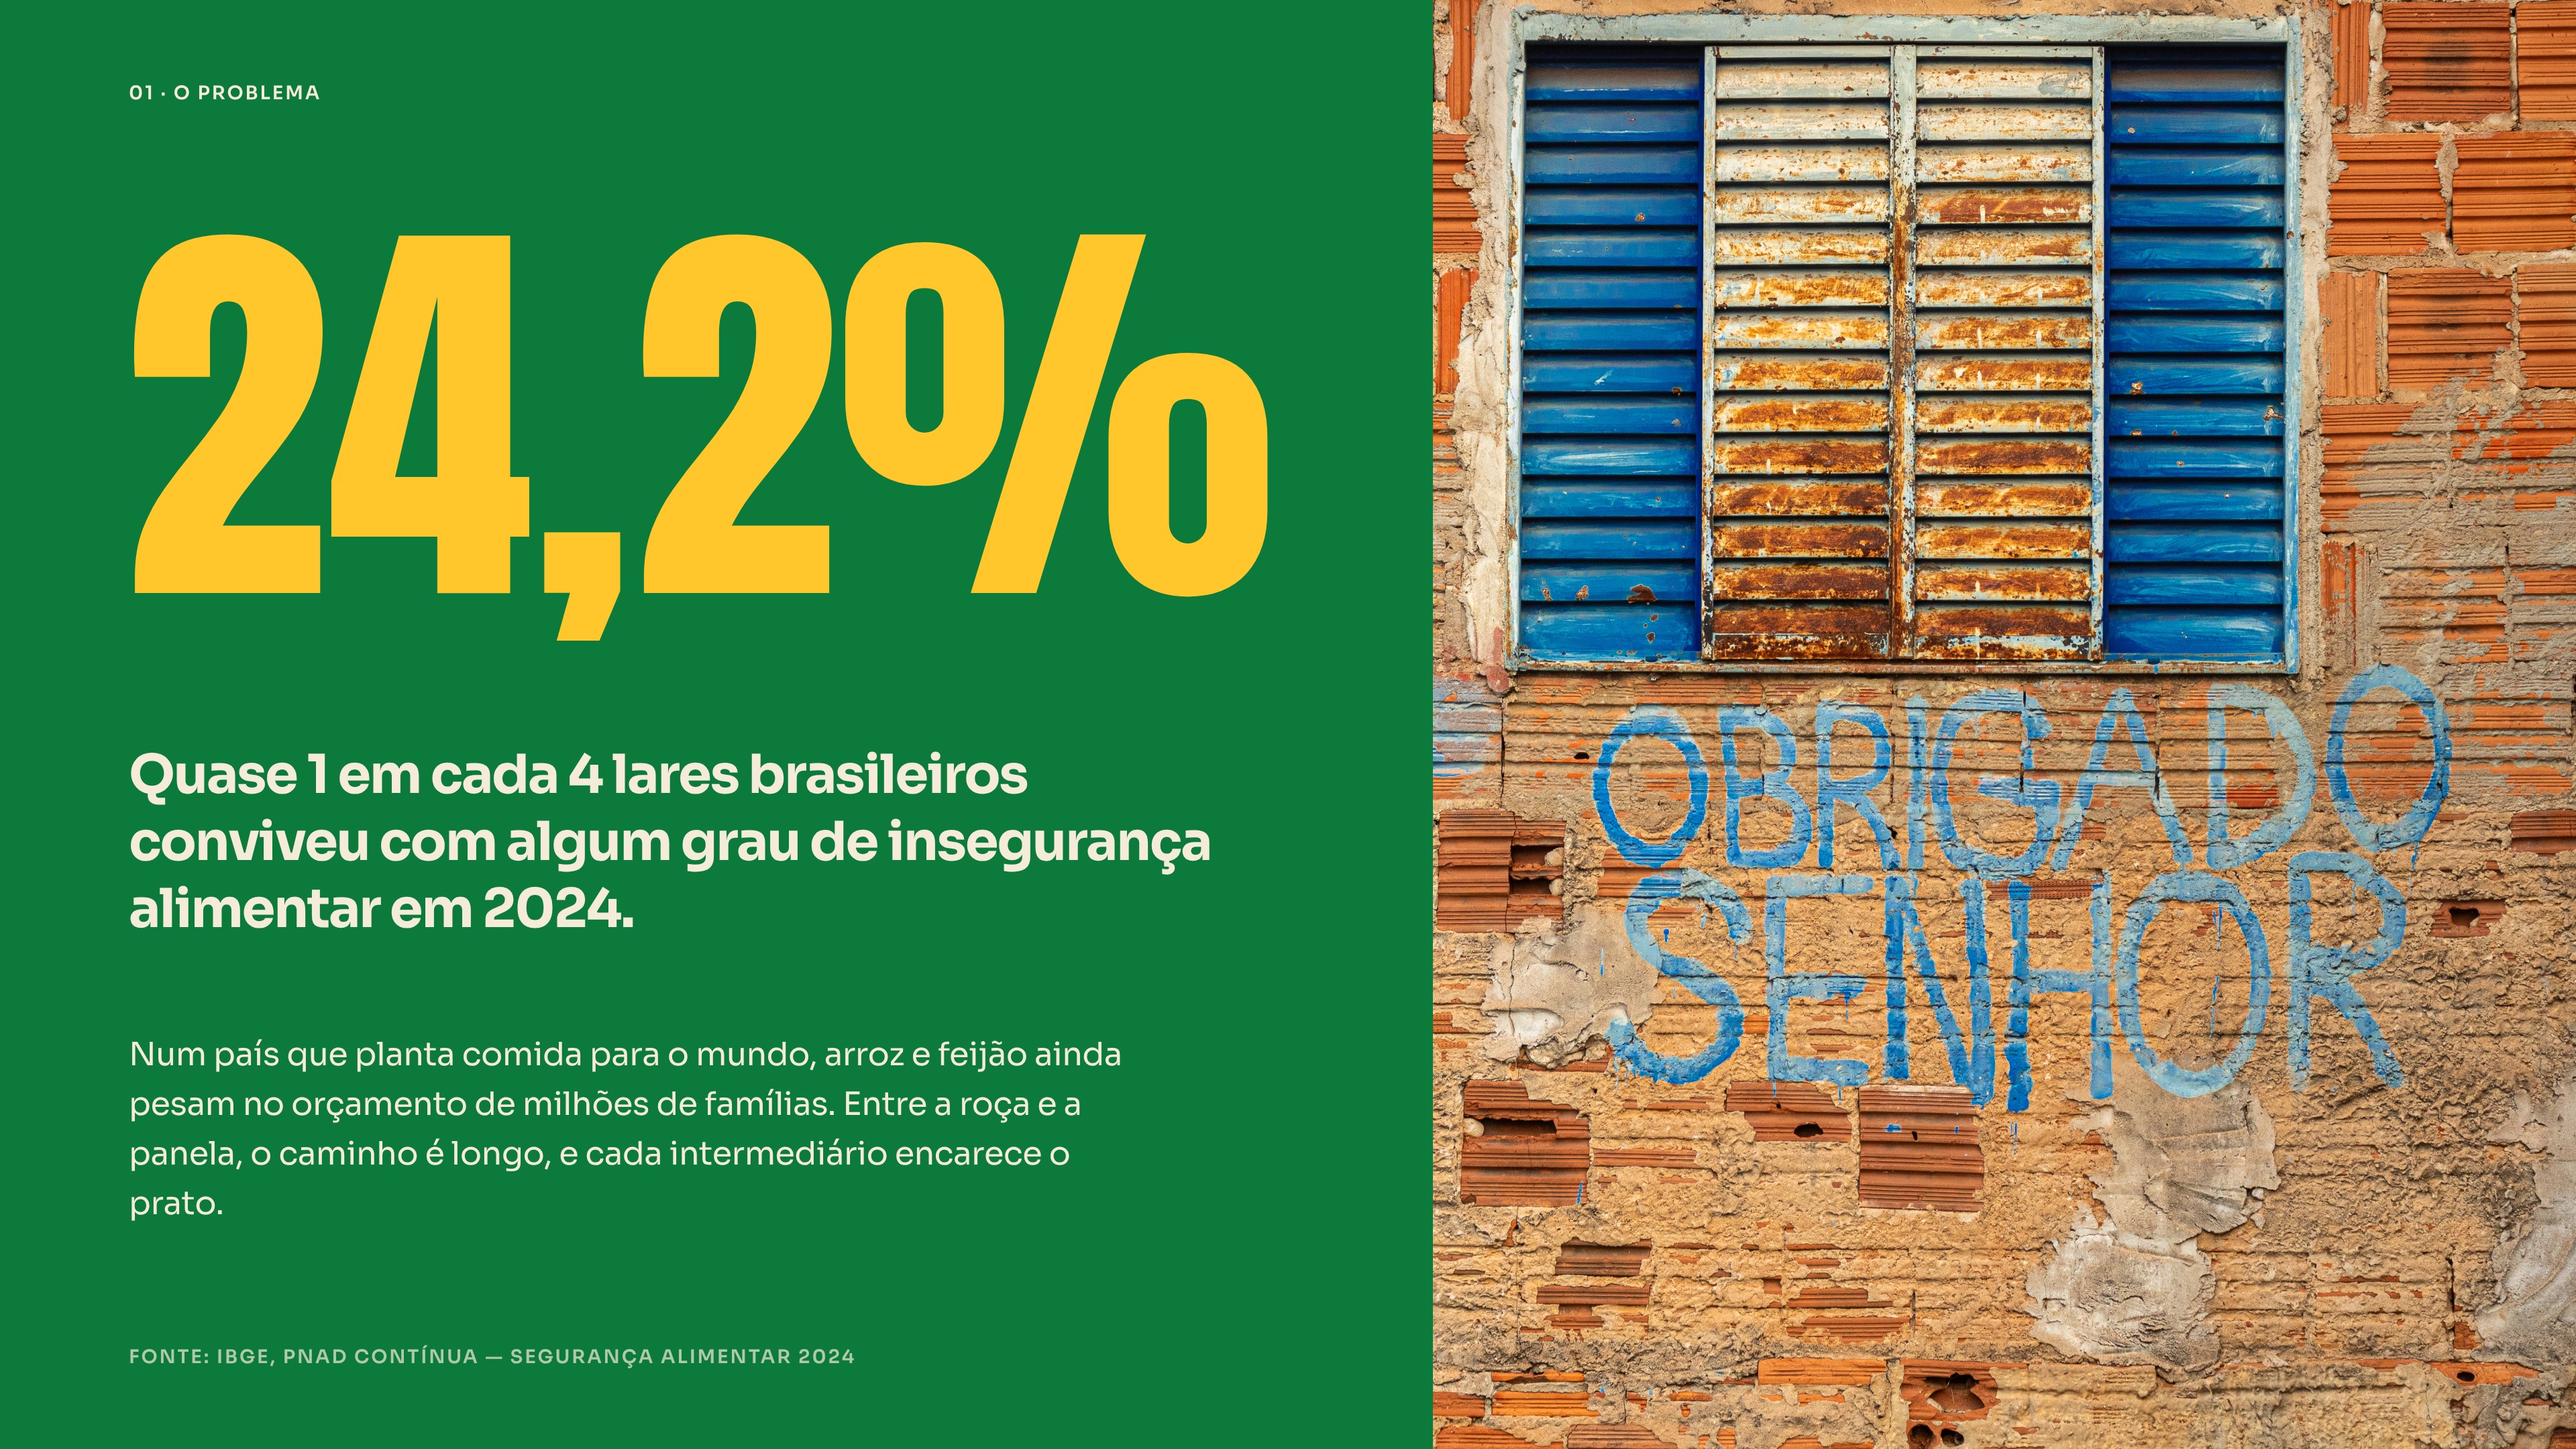 01 · O PROBLEMA
24,2%
Quase 1 em cada 4 lares brasileiros
conviveu com algum grau de insegurança
alimentar em 2024.
Num país que planta comida para o mundo, arroz e feijão ainda
pesam no orçamento de milhões de famílias. Entre a roça e a
panela, o caminho é longo, e cada intermediário encarece o
prato.
FONTE: IBGE, PNAD CONTÍNUA — SEGURANÇA ALIMENTAR 2024
OBRIGADO
SENHOR